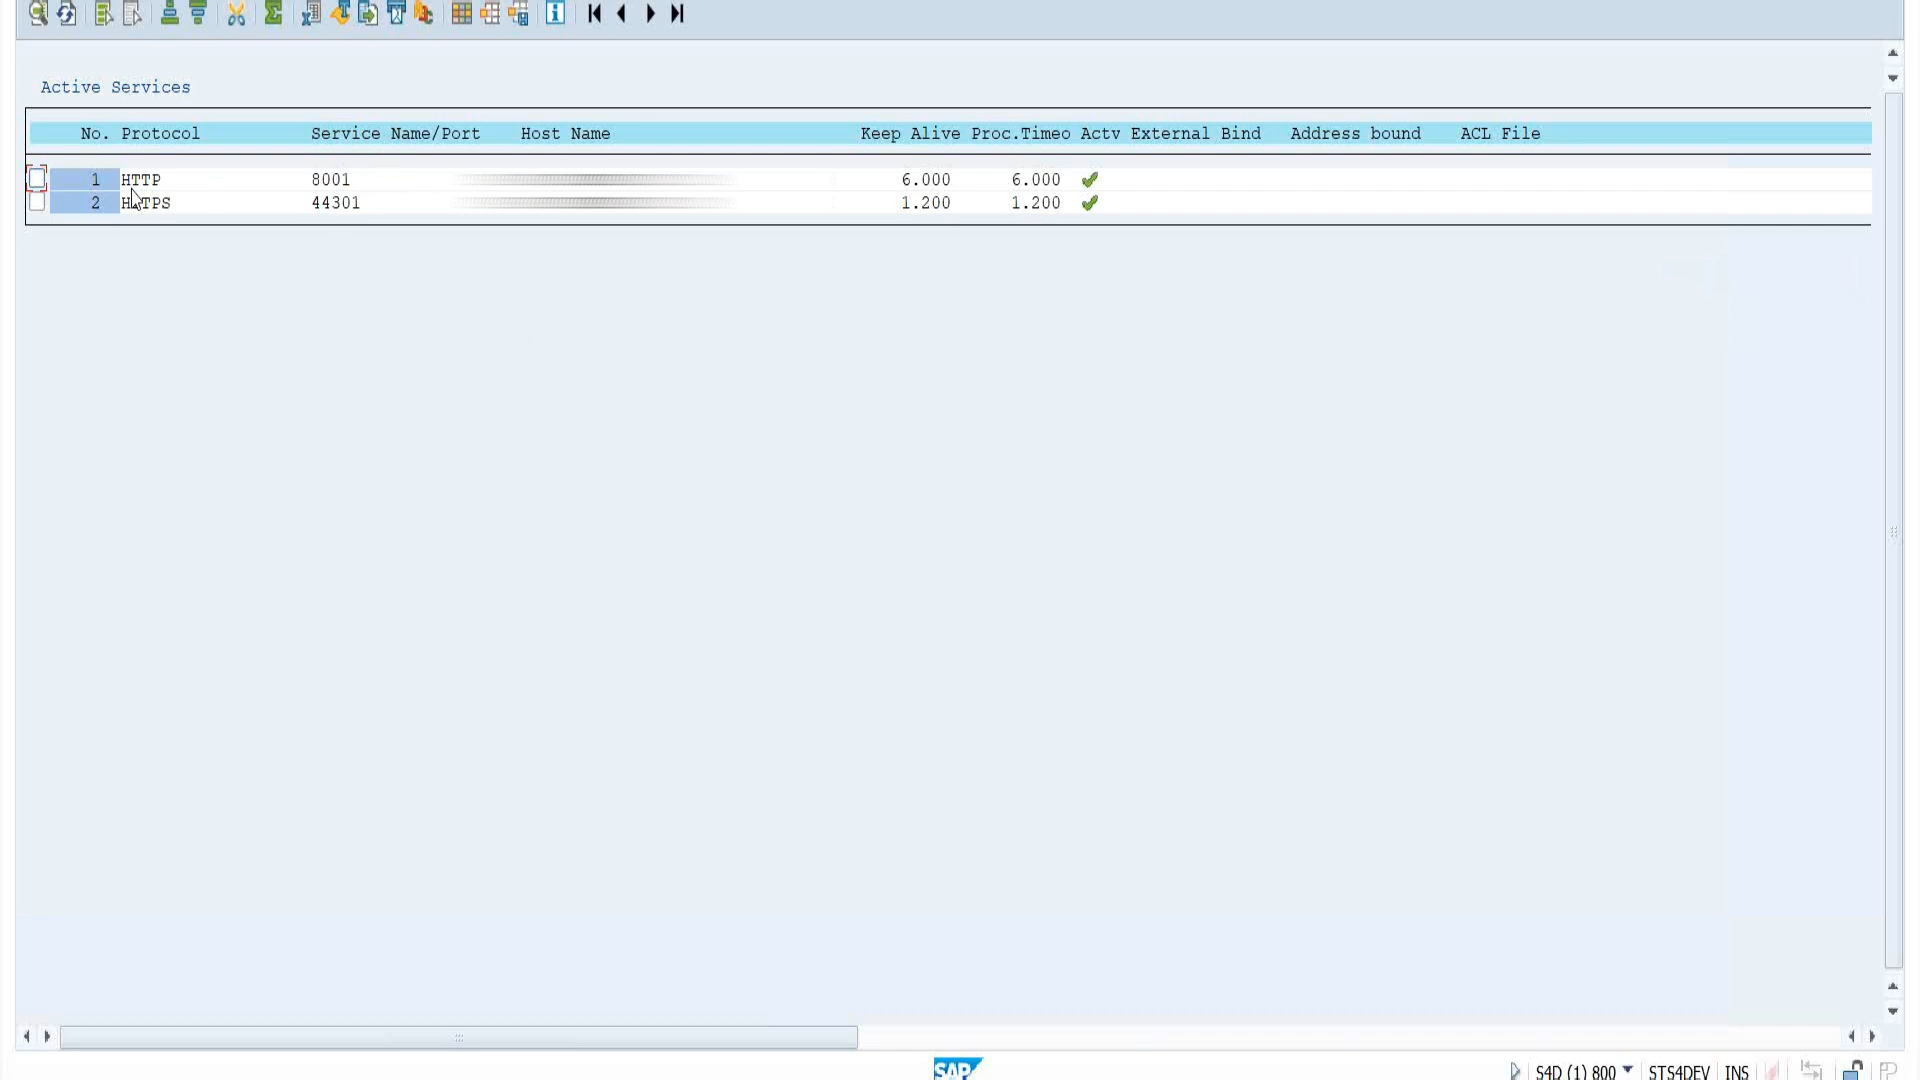 Active Services
No. Protocol Service Name/Port Host Name Keep Alive Proc.Timeo Actv External Bind Address bound ACL File
1 HTTP 8001 6.000 6.000
2 HTTPS 44301 1.200 1.200
SAP S4D (1) 800 STS4DEV INS